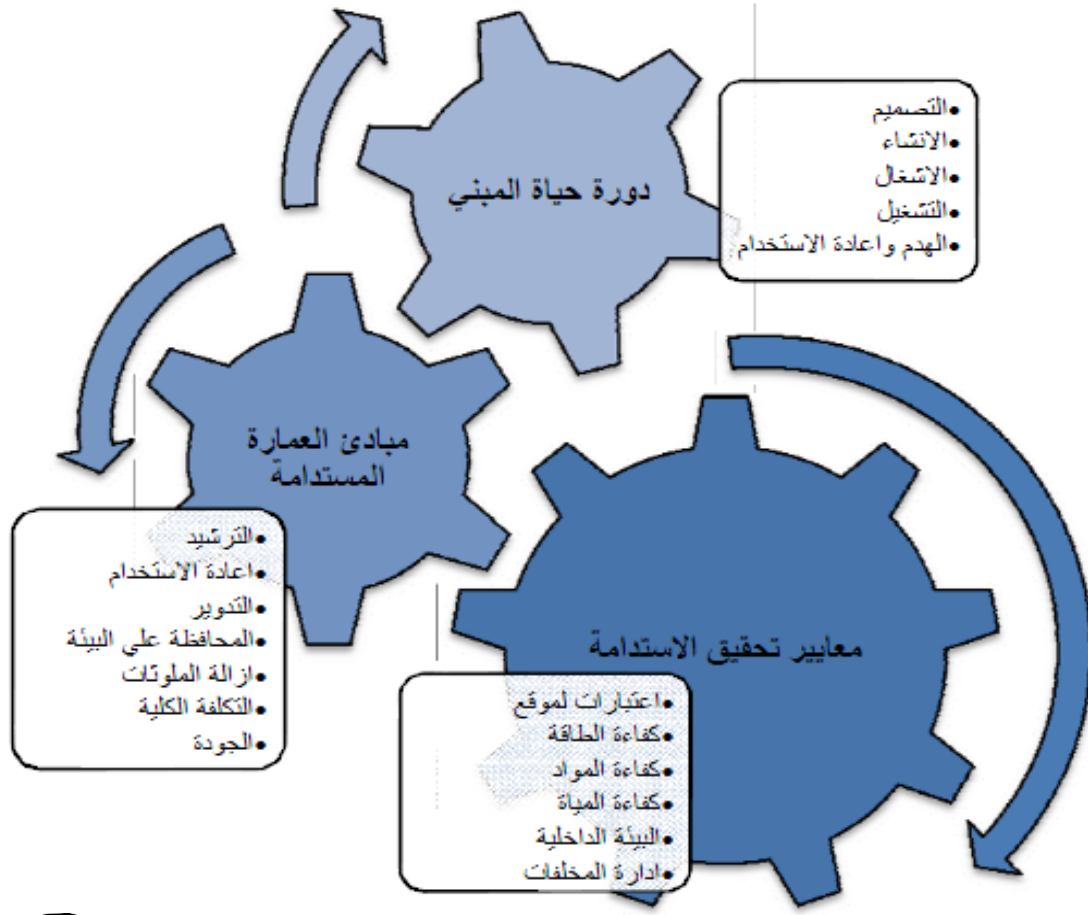 دورة حياة المبني
•التصميم
•الانشاء
•الاشغال
•التشغيل
•الهدم واعادة الاستخدام
مبادئ العمارة
المستدامة
•الترشيد
•اعادة الاستخدام
•التدوير
•المحافظة علي البيئة
•ازالة الملوثات
•التكلفة الكلية
•الجودة
معايير تحقيق الاستدامة
•اعتبارات لموقع
•كفاءة الطاقة
•كفاءة المواد
•كفاءة المياة
•البيئة الداخلية
•ادارة المخلفات